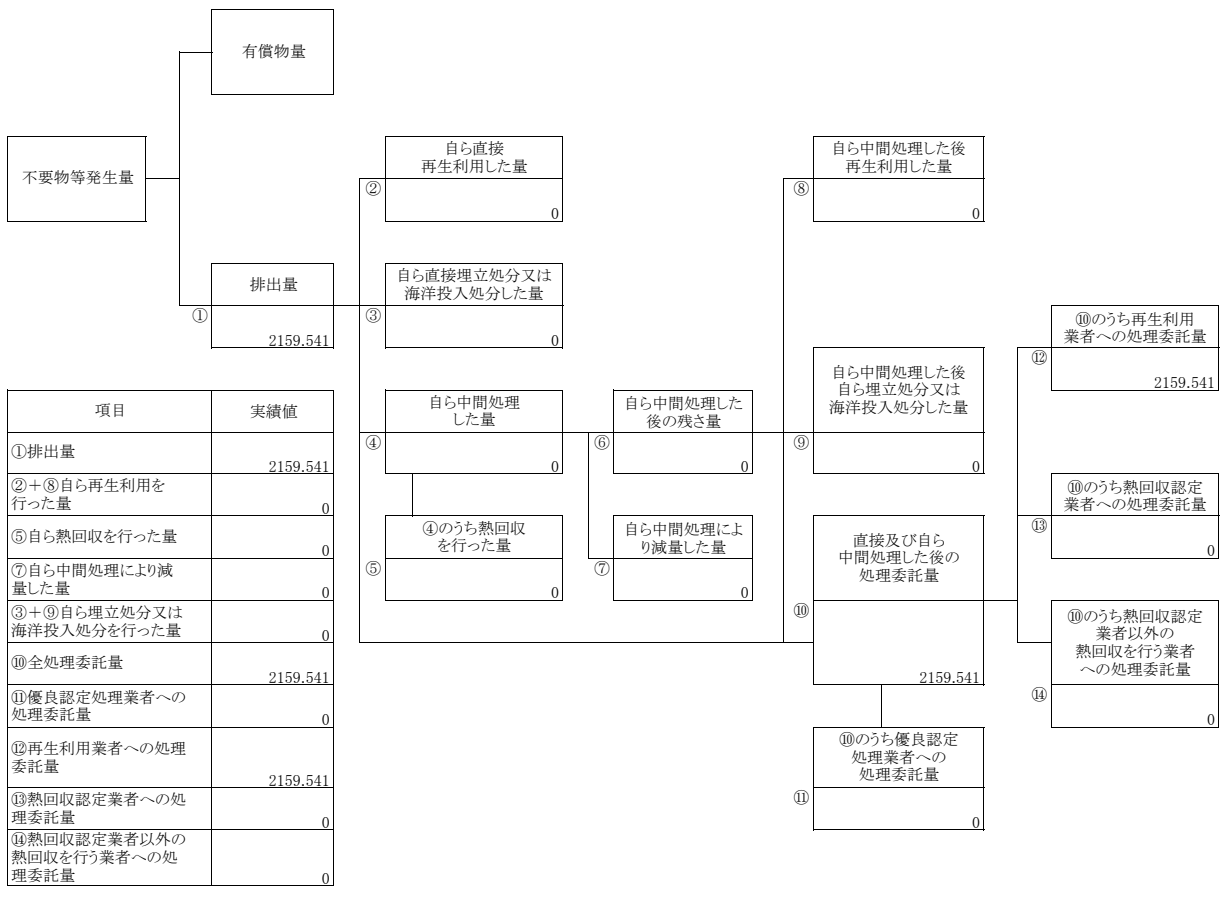 有償物量
不要物等発生量
自ら直接
再生利用した量
②
0
自ら中間処理した後
再生利用した量
⑧
0
排出量
①
2159.541
自ら直接埋立処分又は
海洋投入処分した量
③
0
⑩のうち再生利用
業者への処理委託量
⑫
2159.541
自ら中間処理した後
自ら埋立処分又は
海洋投入処分した量
⑨
0
自ら中間処理
した量
④
0
自ら中間処理した
後の残さ量
⑥
0
⑩のうち熱回収認定
業者への処理委託量
⑬
0
④のうち熱回収
を行った量
⑤
0
自ら中間処理によ
り減量した量
⑦
0
直接及び自ら
中間処理した後の
処理委託量
⑩
2159.541
⑩のうち熱回収認定
業者以外の
熱回収を行う業者
への処理委託量
⑭
0
⑩のうち優良認定
処理業者への
処理委託量
⑪
0
項目 実績値
①排出量
2159.541
②＋⑧自ら再生利用を
行った量
0
⑤自ら熱回収を行った量
0
⑦自ら中間処理により減
量した量
0
③＋⑨自ら埋立処分又は
海洋投入処分を行った量
0
⑩全処理委託量
2159.541
⑪優良認定処理業者への
処理委託量
0
⑫再生利用業者への処理
委託量
2159.541
⑬熱回収認定業者への処
理委託量
0
⑭熱回収認定業者以外の
熱回収を行う業者への処
理委託量
0